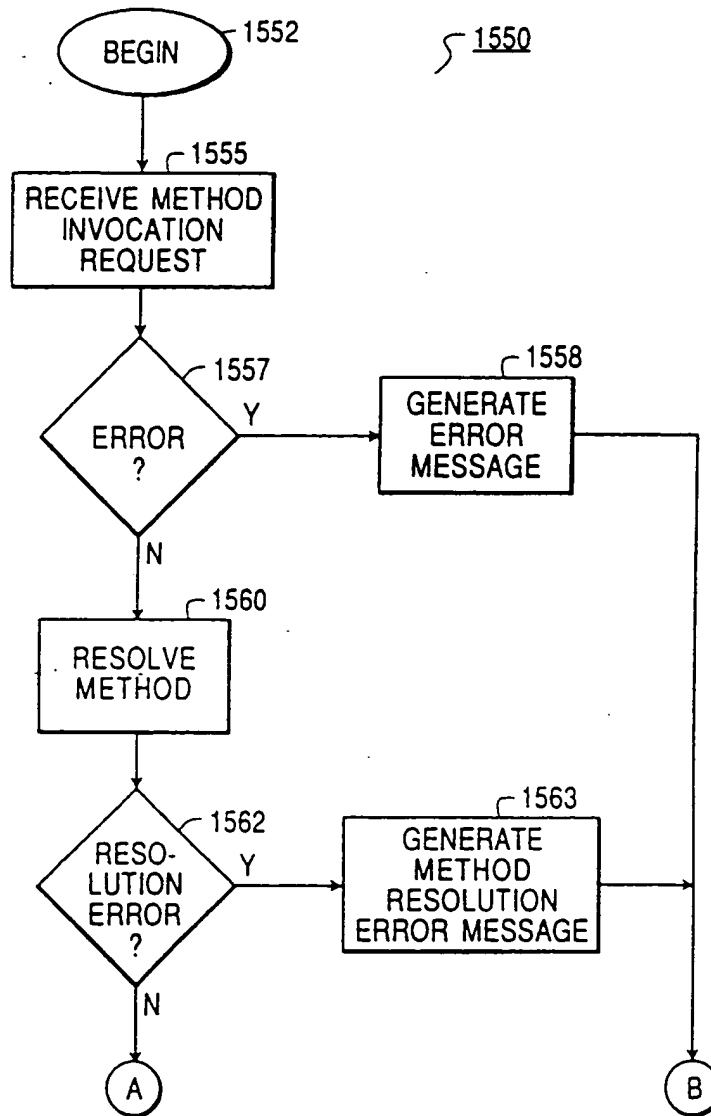 BEGIN
1552
1550
1555
RECEIVE METHOD
INVOCATION
REQUEST
1557
ERROR
?
Y
1558
GENERATE
ERROR
MESSAGE
N
1560
RESOLVE
METHOD
1562
RESO-
LUTION
ERROR
?
Y
1563
GENERATE
METHOD
RESOLUTION
ERROR MESSAGE
N
A
B